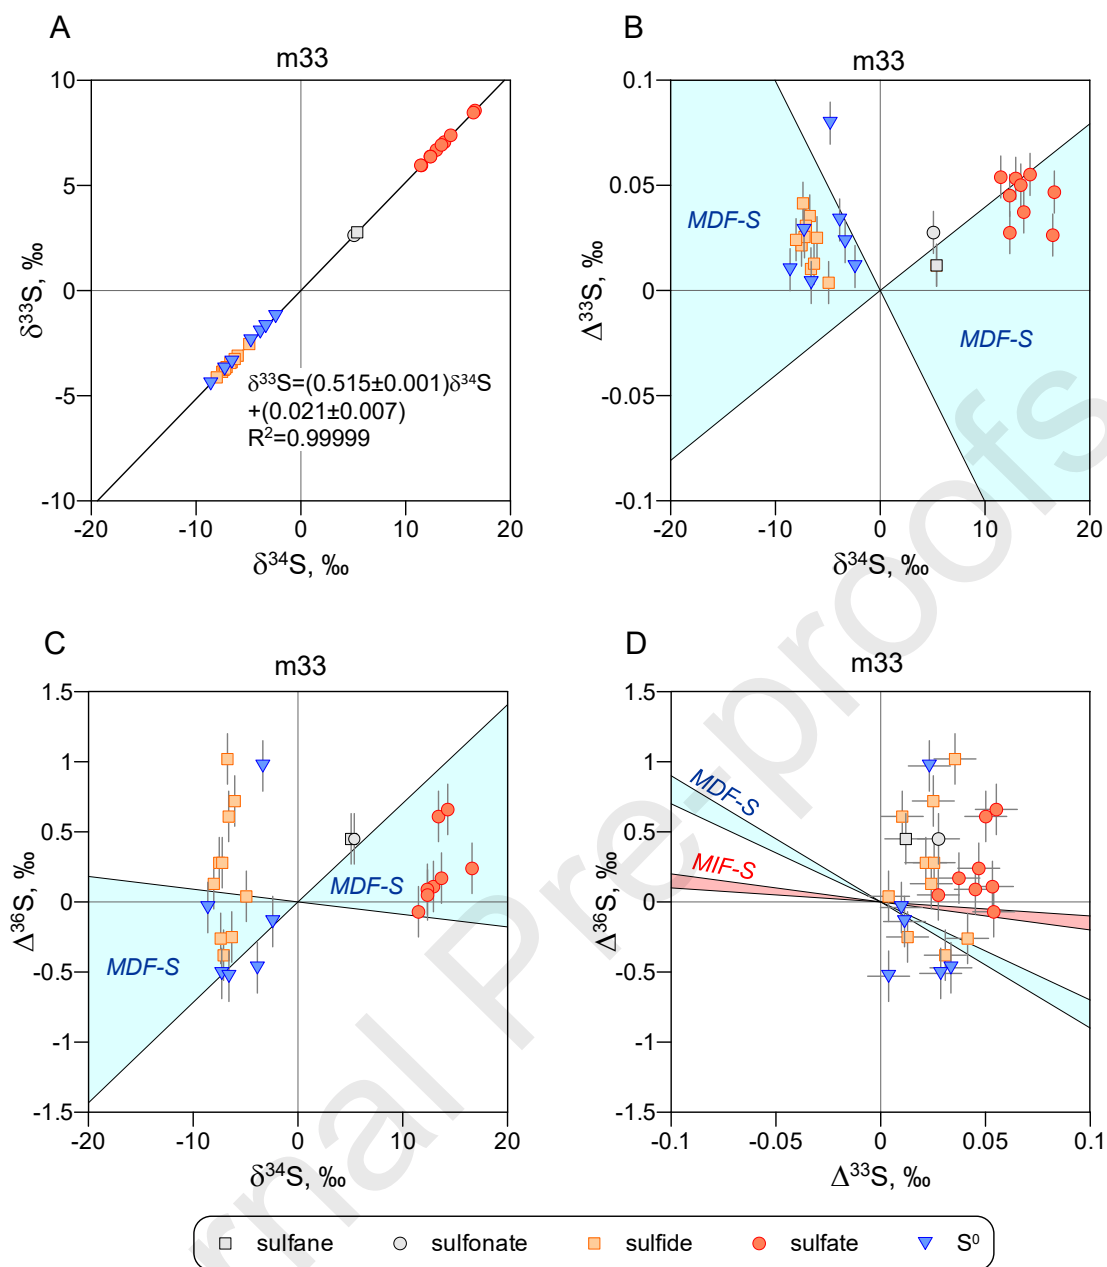 A
m33
10
5
0
-5
-10
-20
-10
0
10
20
δ³³S, ‰
δ³⁴S, ‰
δ³³S=(0.515±0.001)δ³⁴S
+(0.021±0.007)
R²=0.99999
B
m33
0.1
0.05
0
-0.05
-0.1
-20
-10
0
10
20
Δ³³S, ‰
δ³⁴S, ‰
MDF-S
MDF-S
C
m33
1.5
1
0.5
0
-0.5
-1
-1.5
-20
-10
0
10
20
Δ³⁶S, ‰
δ³⁴S, ‰
MDF-S
MDF-S
D
m33
1.5
1
0.5
0
-0.5
-1
-1.5
-0.1
-0.05
0
0.05
0.1
Δ³⁶S, ‰
Δ³³S, ‰
MDF-S
MIF-S
sulfane sulfonate sulfide sulfate S⁰
rnal Pre-proofs